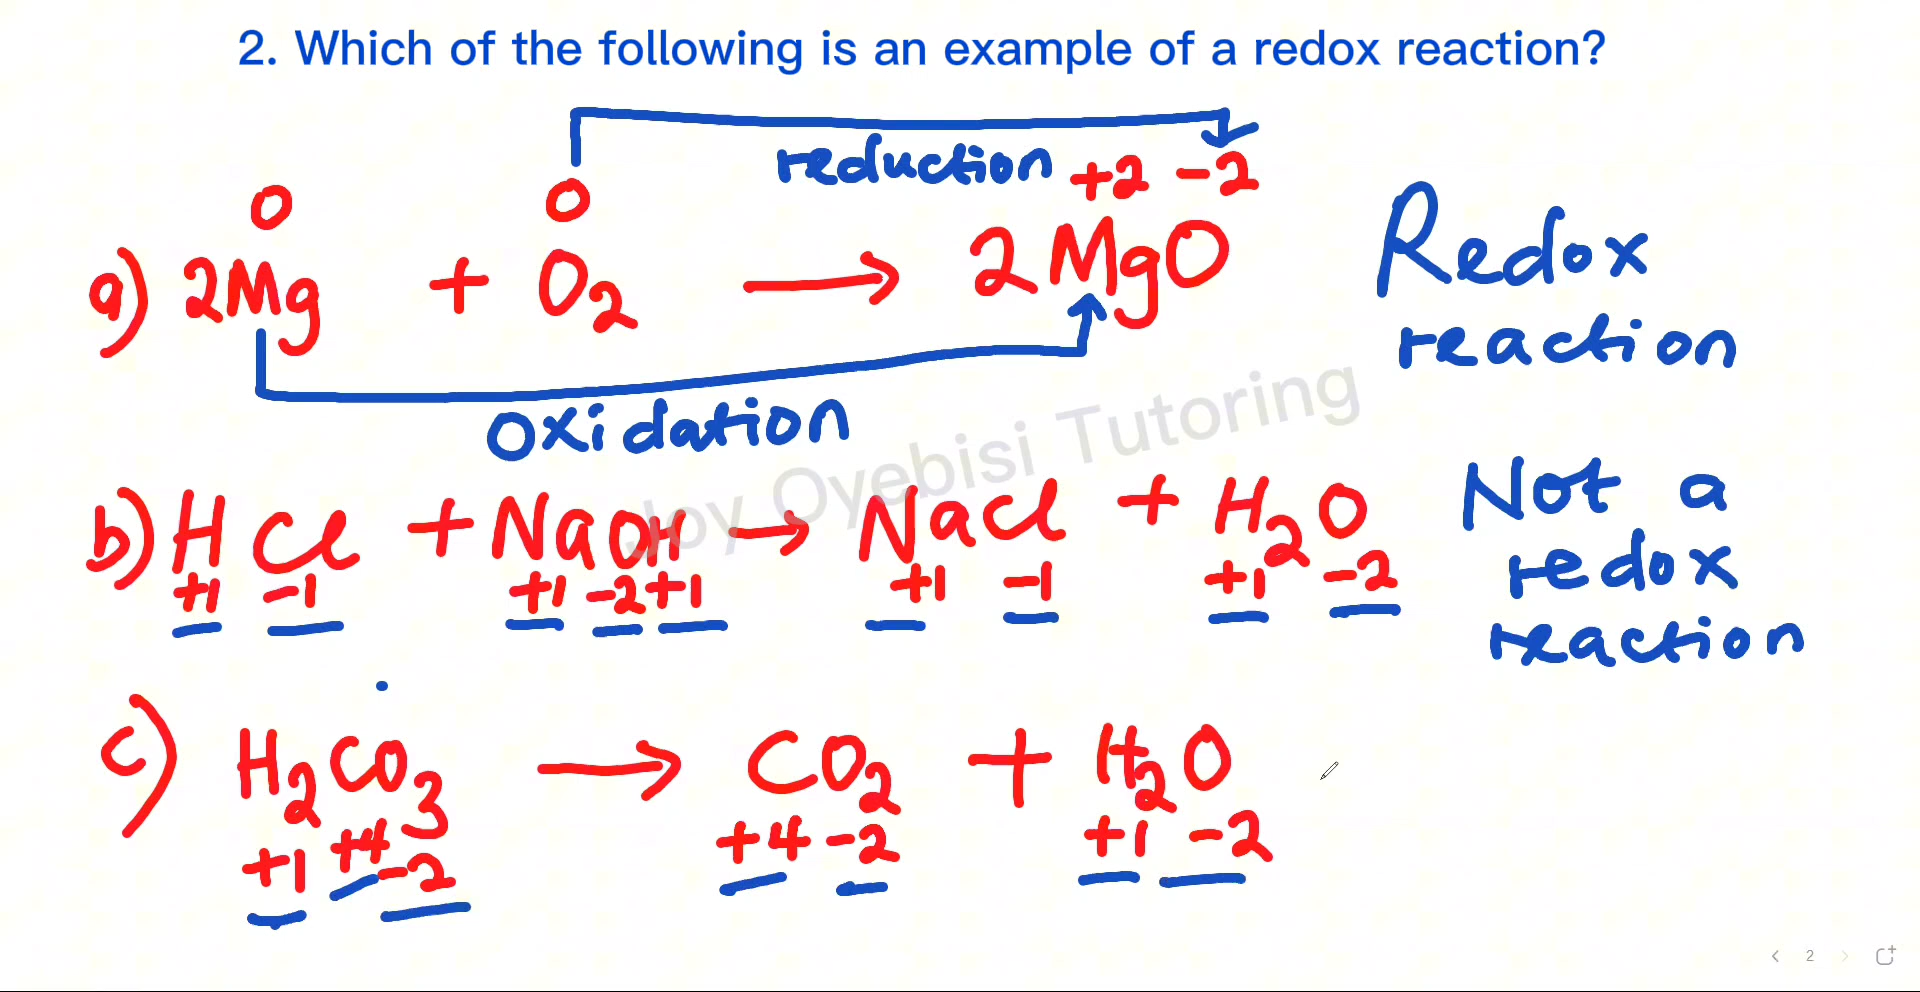 2. Which of the following is an example of a redox reaction?
reduction
0 0 +2 -2
a) 2Mg + O2 → 2MgO
Redox
reaction
oxidation
Joy Oyebisi Tutoring
b) HCl + NaOH → NaCl + H2O
+1 -1 +1 -2 +1 +1 -1 +1 -2
Not a
redox
reaction
c) H2CO3 → CO2 + H2O
+1 +4 -2 +4 -2 +1 -2
2